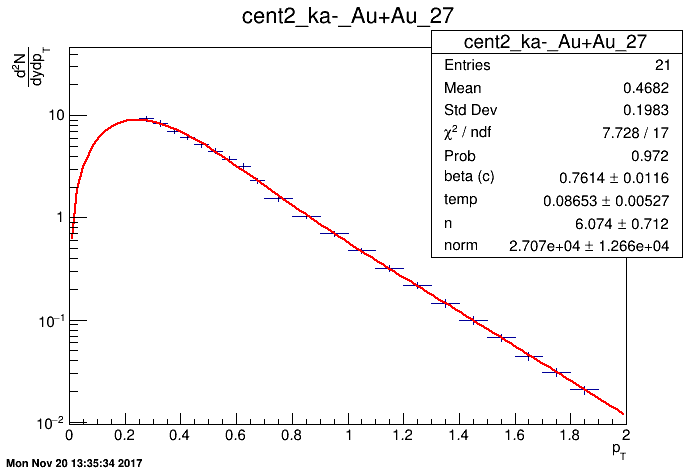 cent2_ka-_Au+Au_27
cent2_ka-_Au+Au_27
Entries 21
Mean 0.4682
Std Dev 0.1983
χ² / ndf 7.728 / 17
Prob 0.972
beta (c) 0.7614 ± 0.0116
temp 0.08653 ± 0.00527
n 6.074 ± 0.712
norm 2.707e+04 ± 1.266e+04
d²N
dydp_T
10
1
10⁻¹
10⁻²
0 0.2 0.4 0.6 0.8 1 1.2 1.4 1.6 1.8 2
p_T
Mon Nov 20 13:35:34 2017